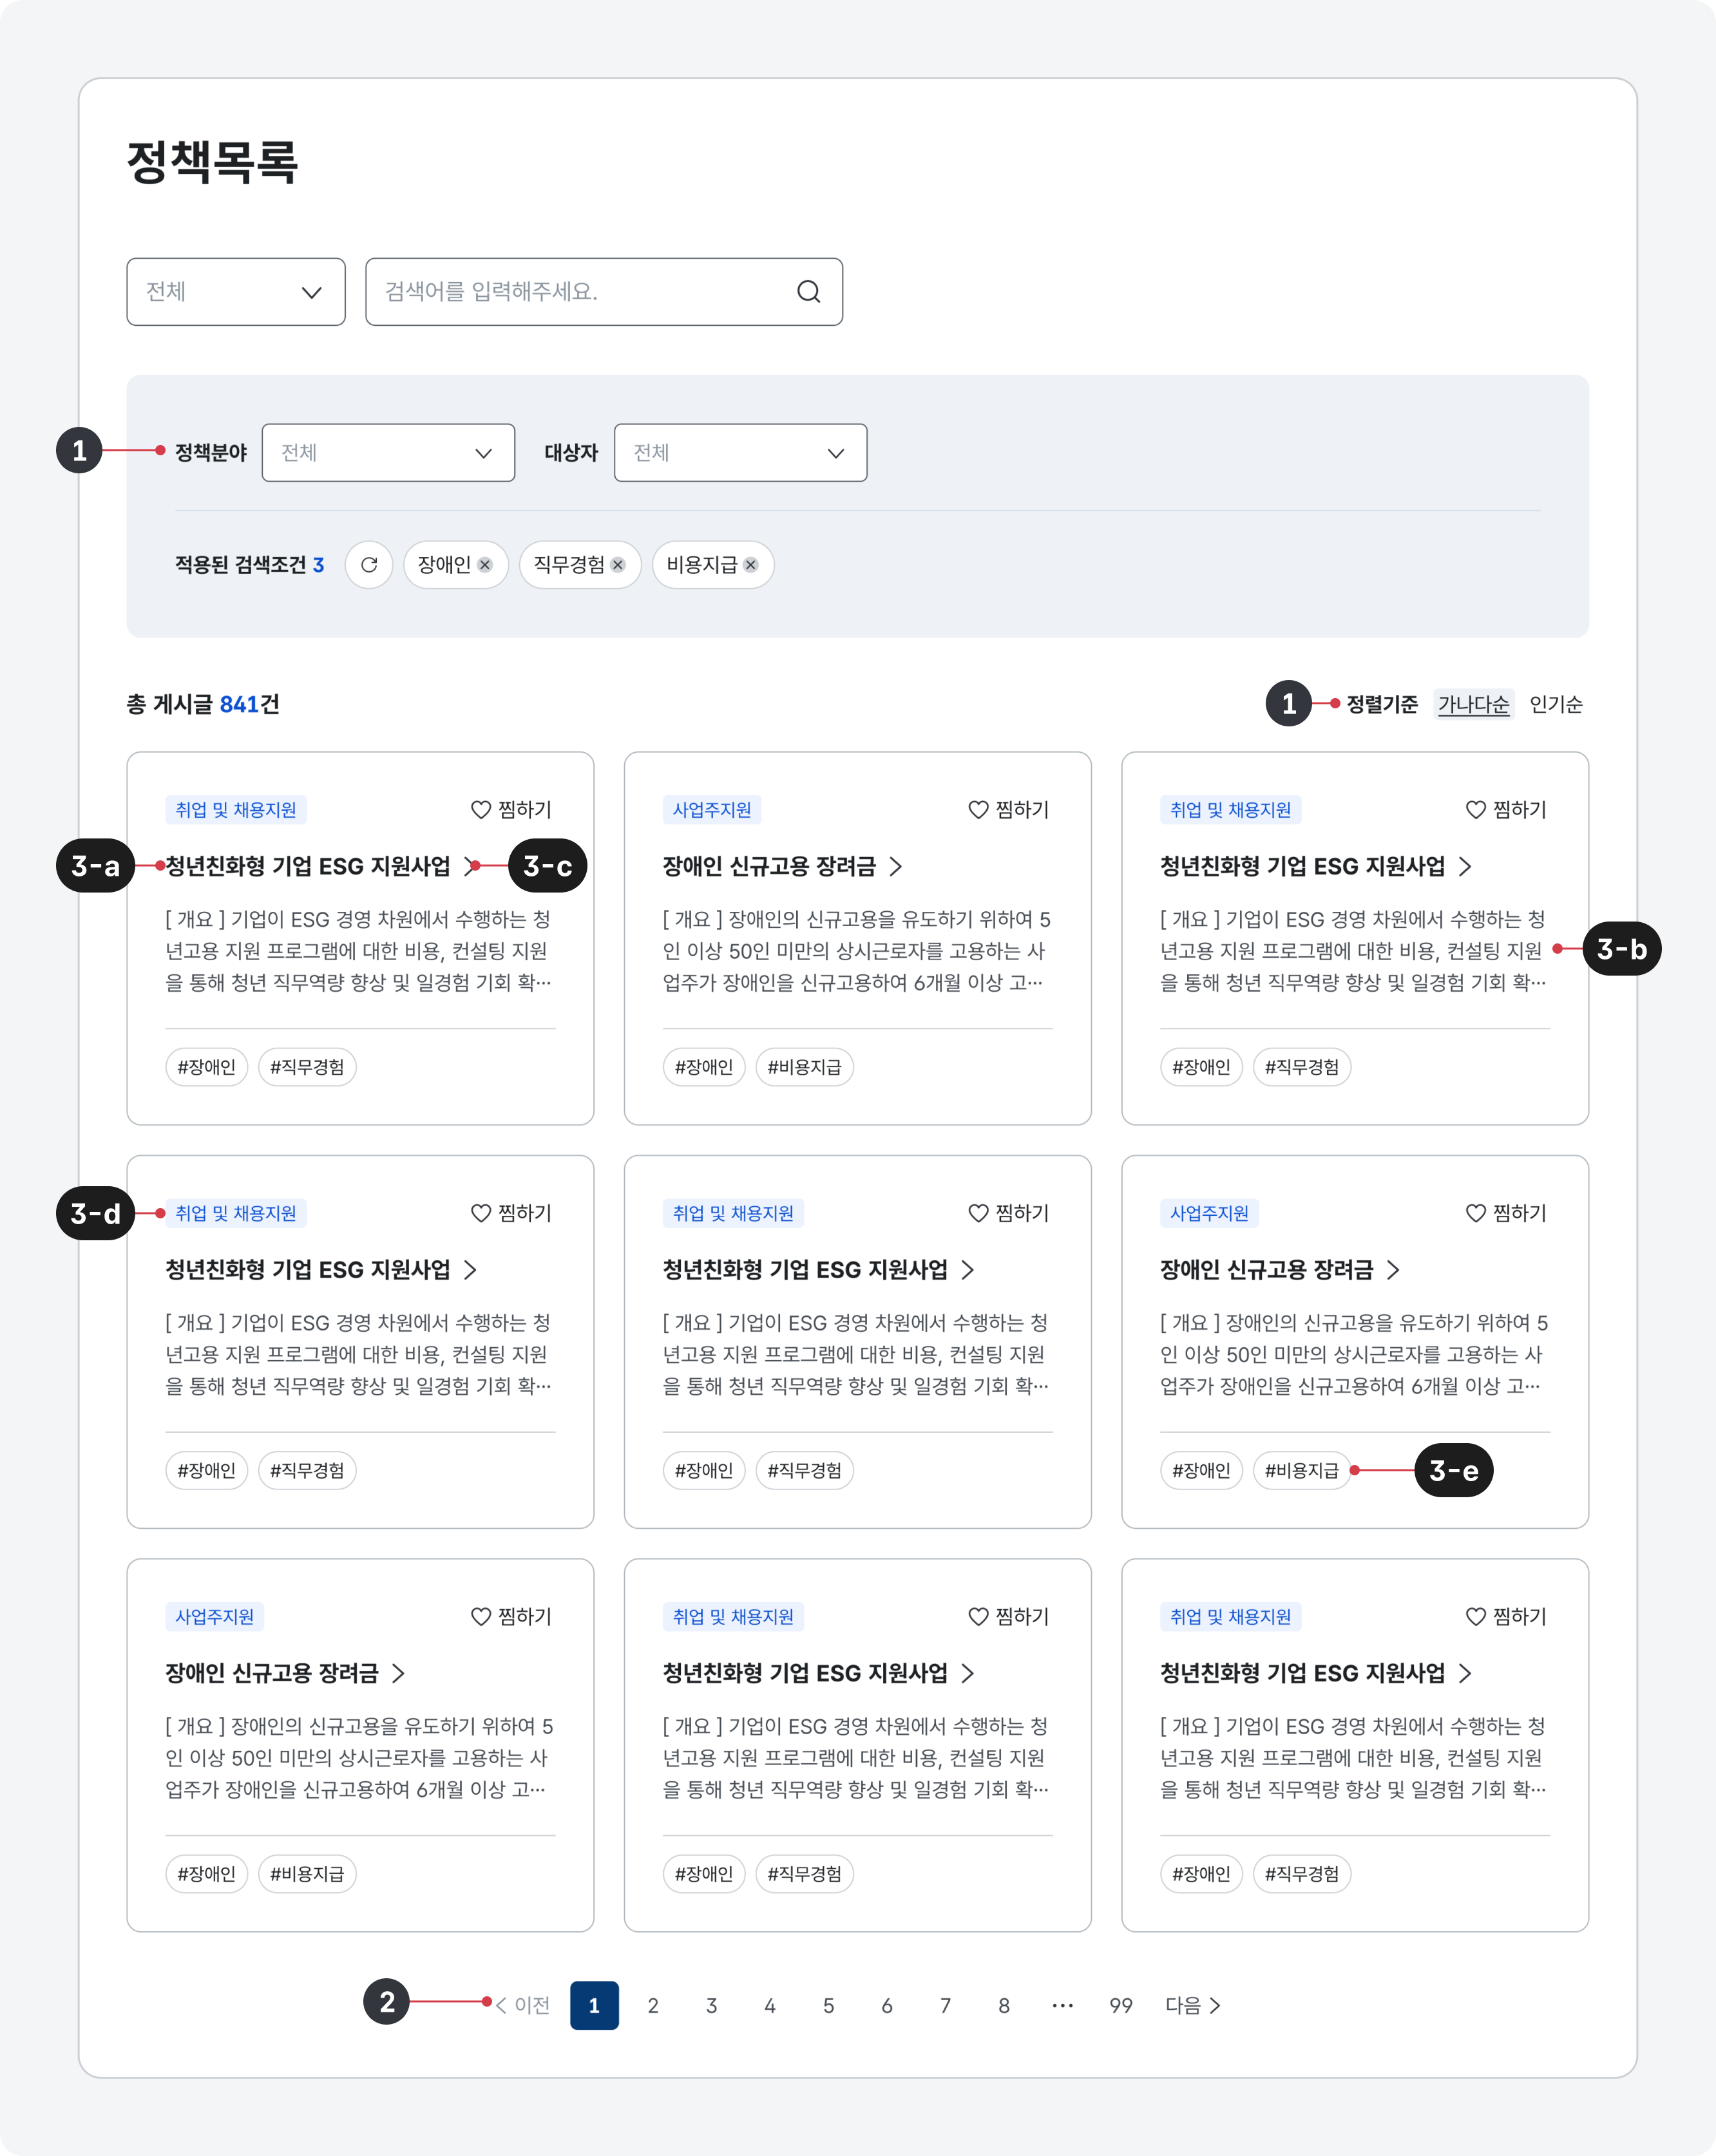 정책목록
전체
검색어를 입력해주세요.
1
정책분야 전체 대상자 전체
적용된 검색조건 3 장애인 직무경험 비용지급
총 게시글 841건
1 정렬기준 가나다순 인기순
취업 및 채용지원 찜하기
3-a 청년친화형 기업 ESG 지원사업 3-c
[ 개요 ] 기업이 ESG 경영 차원에서 수행하는 청
년고용 지원 프로그램에 대한 비용, 컨설팅 지원
을 통해 청년 직무역량 향상 및 일경험 기회 확…
#장애인 #직무경험
사업주지원 찜하기
장애인 신규고용 장려금
[ 개요 ] 장애인의 신규고용을 유도하기 위하여 5
인 이상 50인 미만의 상시근로자를 고용하는 사
업주가 장애인을 신규고용하여 6개월 이상 고…
#장애인 #비용지급
취업 및 채용지원 찜하기
청년친화형 기업 ESG 지원사업
[ 개요 ] 기업이 ESG 경영 차원에서 수행하는 청
년고용 지원 프로그램에 대한 비용, 컨설팅 지원
을 통해 청년 직무역량 향상 및 일경험 기회 확…
3-b
#장애인 #직무경험
3-d 취업 및 채용지원 찜하기
청년친화형 기업 ESG 지원사업
[ 개요 ] 기업이 ESG 경영 차원에서 수행하는 청
년고용 지원 프로그램에 대한 비용, 컨설팅 지원
을 통해 청년 직무역량 향상 및 일경험 기회 확…
#장애인 #직무경험
취업 및 채용지원 찜하기
청년친화형 기업 ESG 지원사업
[ 개요 ] 기업이 ESG 경영 차원에서 수행하는 청
년고용 지원 프로그램에 대한 비용, 컨설팅 지원
을 통해 청년 직무역량 향상 및 일경험 기회 확…
#장애인 #직무경험
사업주지원 찜하기
장애인 신규고용 장려금
[ 개요 ] 장애인의 신규고용을 유도하기 위하여 5
인 이상 50인 미만의 상시근로자를 고용하는 사
업주가 장애인을 신규고용하여 6개월 이상 고…
#장애인 #비용지급 3-e
사업주지원 찜하기
장애인 신규고용 장려금
[ 개요 ] 장애인의 신규고용을 유도하기 위하여 5
인 이상 50인 미만의 상시근로자를 고용하는 사
업주가 장애인을 신규고용하여 6개월 이상 고…
#장애인 #비용지급
취업 및 채용지원 찜하기
청년친화형 기업 ESG 지원사업
[ 개요 ] 기업이 ESG 경영 차원에서 수행하는 청
년고용 지원 프로그램에 대한 비용, 컨설팅 지원
을 통해 청년 직무역량 향상 및 일경험 기회 확…
#장애인 #직무경험
취업 및 채용지원 찜하기
청년친화형 기업 ESG 지원사업
[ 개요 ] 기업이 ESG 경영 차원에서 수행하는 청
년고용 지원 프로그램에 대한 비용, 컨설팅 지원
을 통해 청년 직무역량 향상 및 일경험 기회 확…
#장애인 #직무경험
2 이전 1 2 3 4 5 6 7 8 … 99 다음